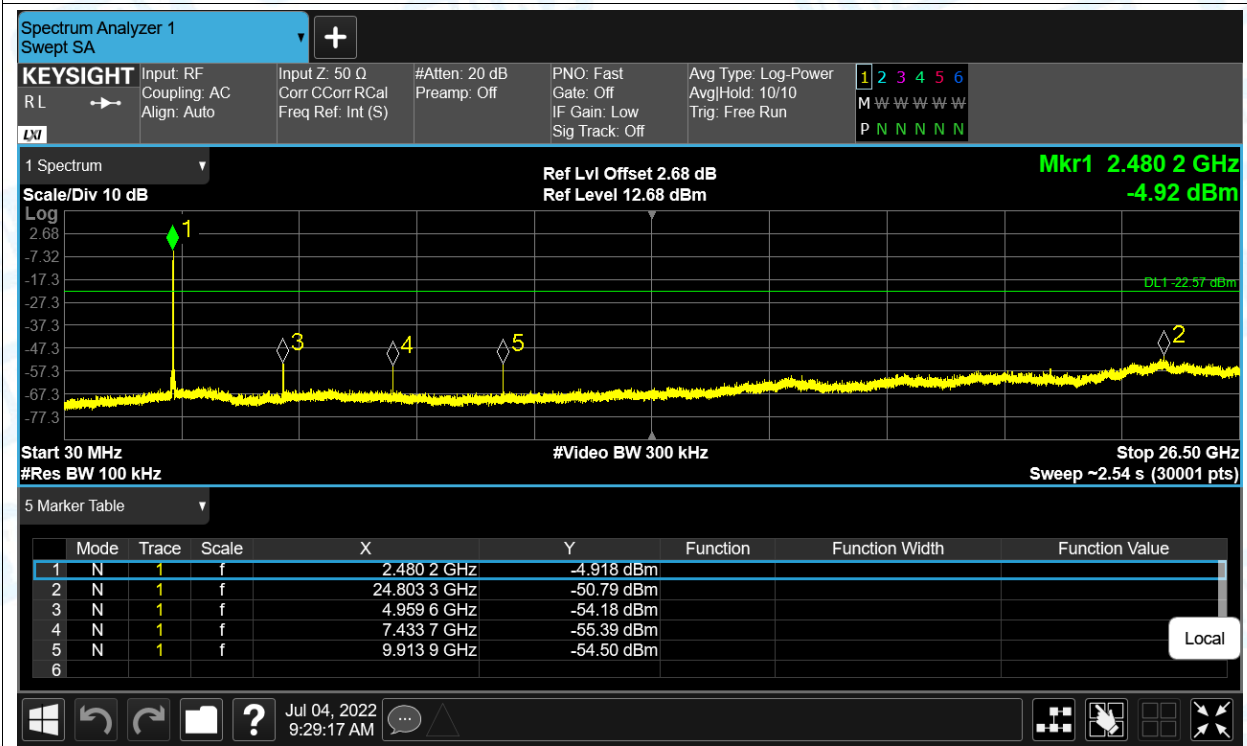 Spectrum Analyzer 1
Swept SA
+
KEYSIGHT Input: RF Input Z: 50 Ω #Atten: 20 dB PNO: Fast Avg Type: Log-Power 1 2 3 4 5 6
RL Coupling: AC Corr CCorr RCal Preamp: Off Gate: Off Avg|Hold: 10/10 M W W W W W W
Align: Auto Freq Ref: Int (S) IF Gain: Low Trig: Free Run
LXI Sig Track: Off P N N N N N
1 Spectrum
Ref Lvl Offset 2.68 dB
Mkr1 2.480 2 GHz
Scale/Div 10 dB
Ref Level 12.68 dBm
-4.92 dBm
Log
2.68
1
-7.32
-17.3
DL1 -22.57 dBm
-27.3
-37.3
3 4 5 2
-47.3
-57.3
-67.3
-77.3
Start 30 MHz #Video BW 300 kHz Stop 26.50 GHz
#Res BW 100 kHz Sweep ~2.54 s (30001 pts)
5 Marker Table
Mode Trace Scale X Y Function Function Width Function Value
1 N 1 f 2.480 2 GHz -4.918 dBm
2 N 1 f 24.803 3 GHz -50.79 dBm
3 N 1 f 4.959 6 GHz -54.18 dBm
4 N 1 f 7.433 7 GHz -55.39 dBm
5 N 1 f 9.913 9 GHz -54.50 dBm
6
Local
? Jul 04, 2022
9:29:17 AM